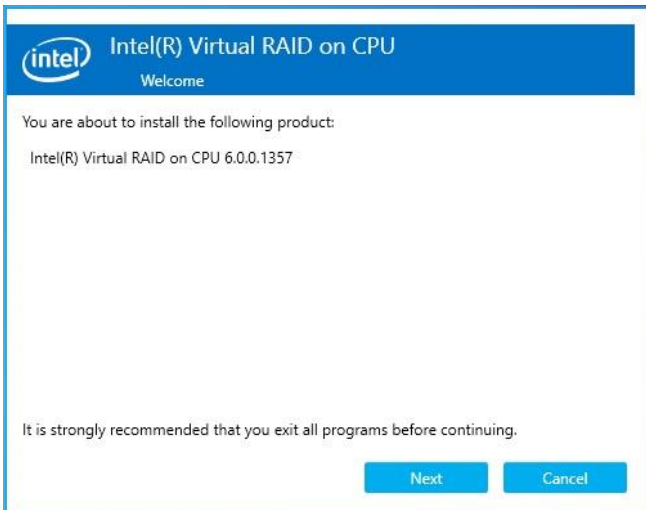 intel
Intel(R) Virtual RAID on CPU
Welcome
You are about to install the following product:
Intel(R) Virtual RAID on CPU 6.0.0.1357
It is strongly recommended that you exit all programs before continuing.
Next
Cancel